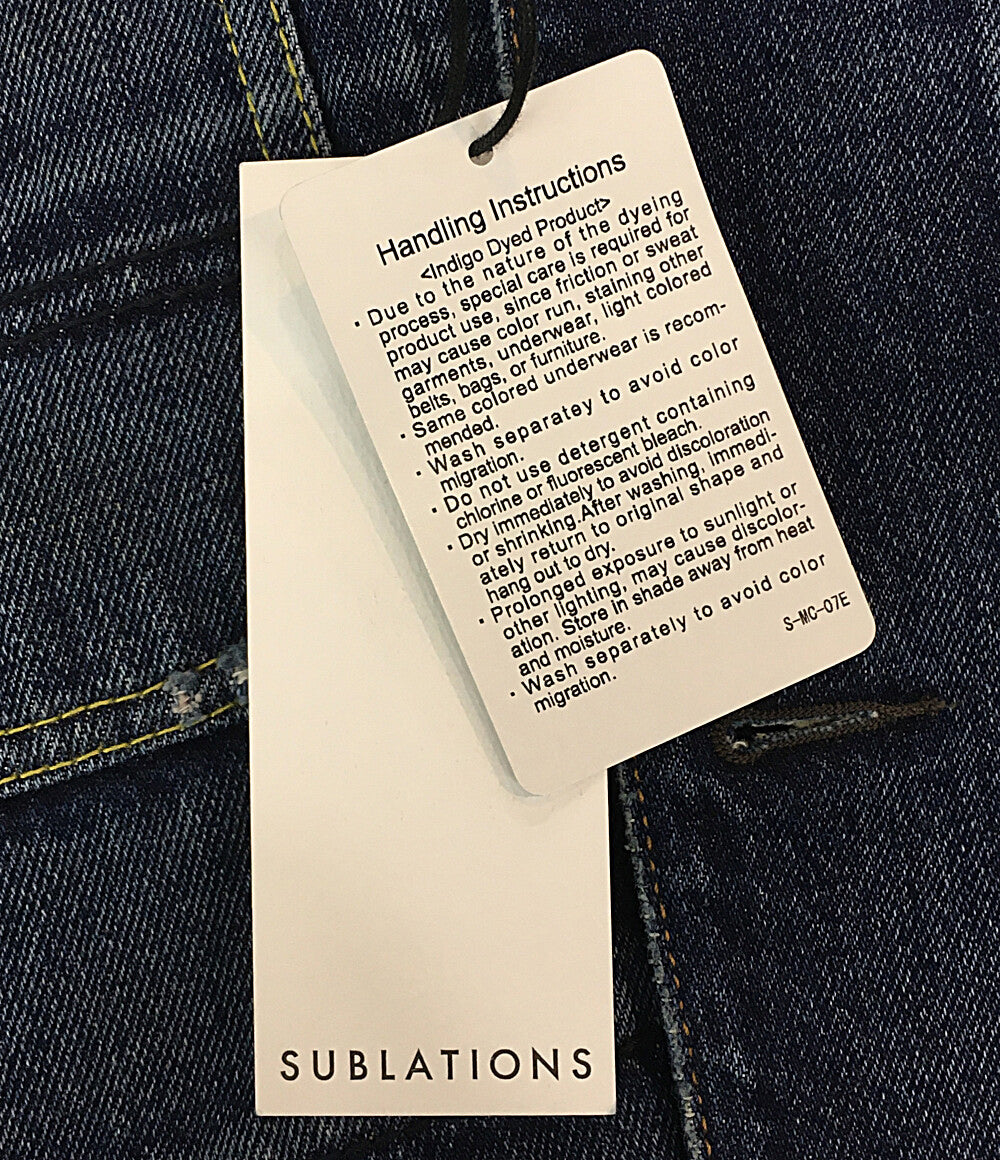 Handling Instructions
<Indigo Dyed Product>
・Due to the nature of the dyeing
process, special care is required for
product use, since friction or sweat
may cause color run, staining other
garments, underwear, light colored
belts, bags, or furniture.
・Same colored underwear is recom-
mended.
・Wash separatey to avoid color
migration.
・Do not use detergent containing
chlorine or fluorescent bleach.
・Dry immediately to avoid discoloration
or shrinking.After washing, immedi-
ately return to original shape and
hang out to dry.
・Prolonged exposure to sunlight or
other lighting, may cause discolor-
ation. Store in shade away from heat
and moisture.
・Wash separately to avoid color
migration.
S-MC-07E
SUBLATIONS